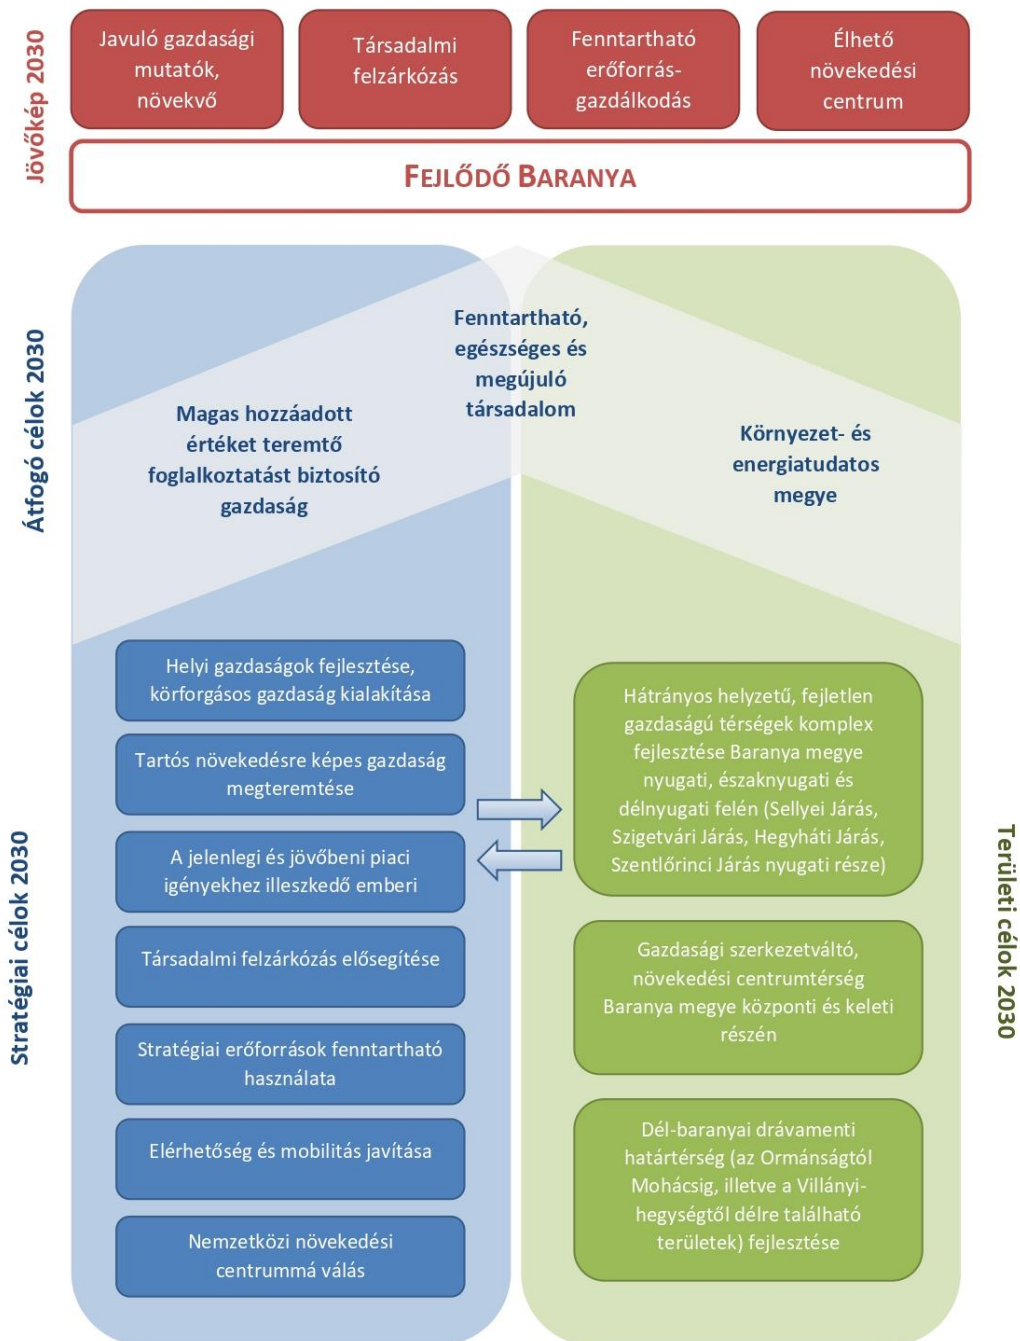 Jövőkép 2030
Javuló gazdasági
mutatók,
növekvő
Társadalmi
felzárkózás
Fenntartható
erőforrás-
gazdálkodás
Élhető
növekedési
centrum
FEJLŐDŐ BARANYA
Átfogó célok 2030
Magas hozzáadott
értéket teremtő
foglalkoztatást biztosító
gazdaság
Fenntartható,
egészséges és
megújuló
társadalom
Környezet- és
energiatudatos
megye
Stratégiai célok 2030
Helyi gazdaságok fejlesztése,
körforgásos gazdaság kialakítása
Tartós növekedésre képes gazdaság
megteremtése
A jelenlegi és jövőbeni piaci
igényekhez illeszkedő emberi
Társadalmi felzárkózás elősegítése
Stratégiai erőforrások fenntartható
használata
Elérhetőség és mobilitás javítása
Nemzetközi növekedési
centrummá válás
Területi célok 2030
Hátrányos helyzetű, fejletlen
gazdaságú térségek komplex
fejlesztése Baranya megye
nyugati, északnyugati és
délnyugati felén (Sellyei Járás,
Szigetvári Járás, Hegyháti Járás,
Szentlőrinci Járás nyugati része)
Gazdasági szerkezetváltó,
növekedési centrumtérség
Baranya megye központi és keleti
részén
Dél-baranyai drávamenti
határtérség (az Ormánságtól
Mohácsig, illetve a Villányi-
hegységtől délre található
területek) fejlesztése